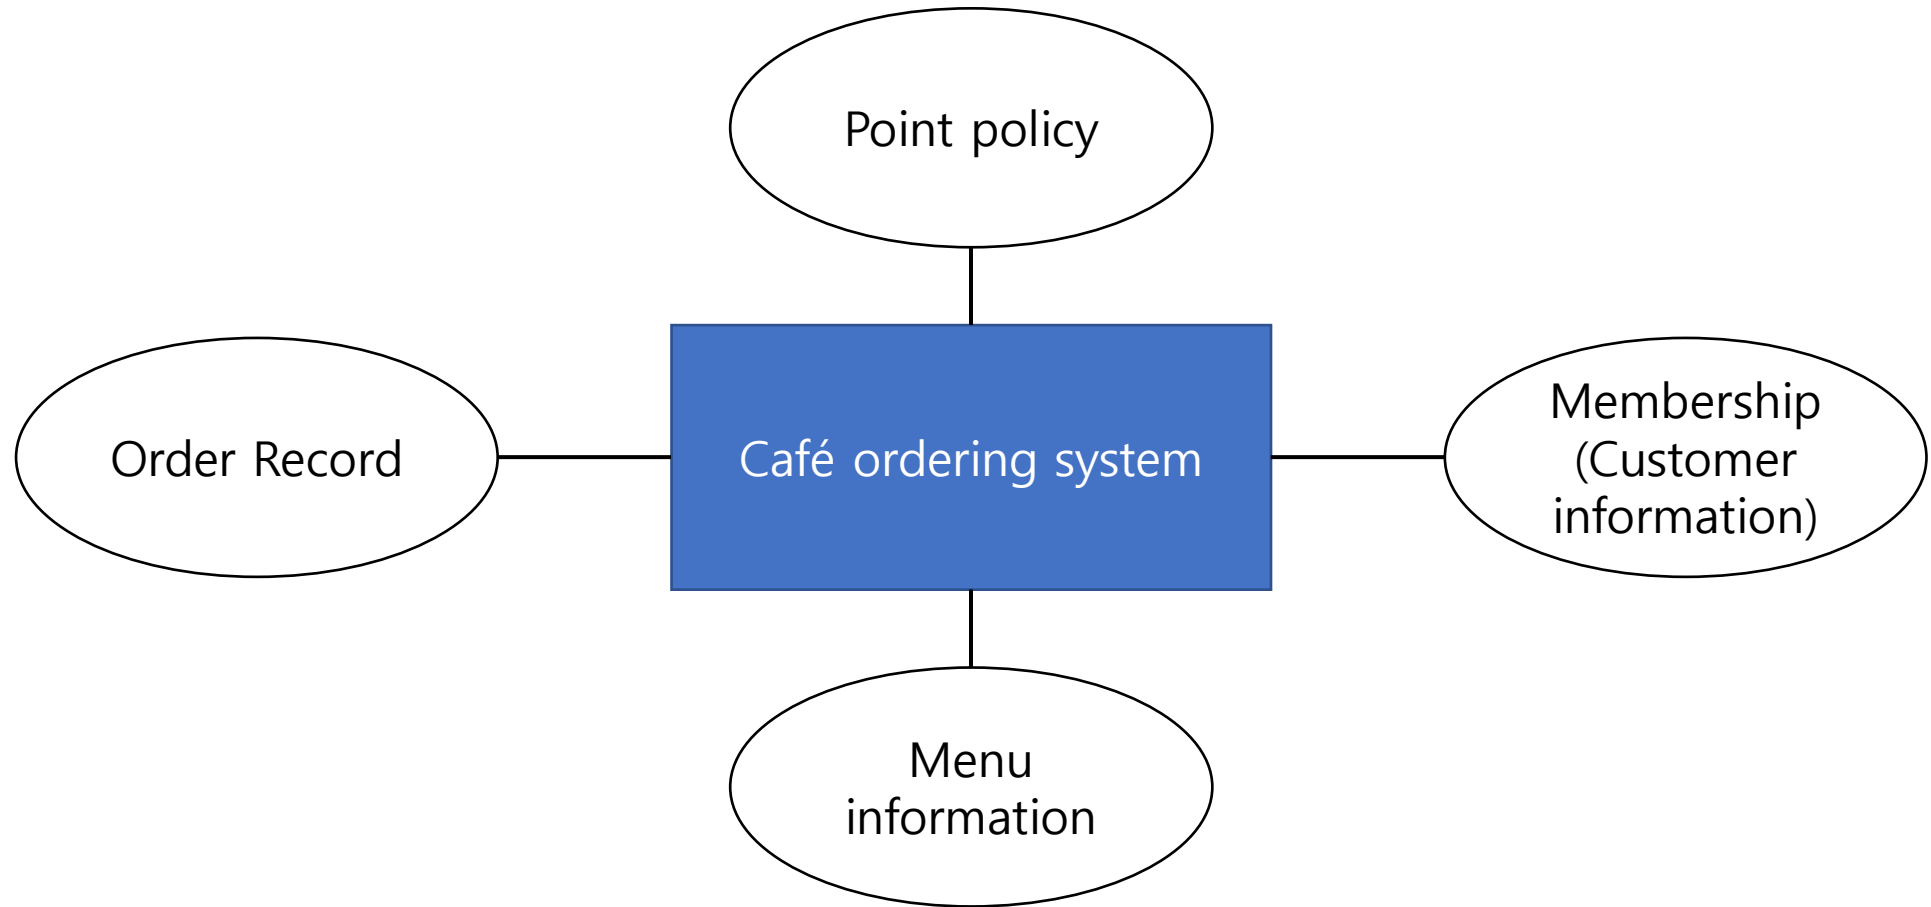 Point policy
Order Record
Café ordering system
Membership
(Customer
information)
Menu
information